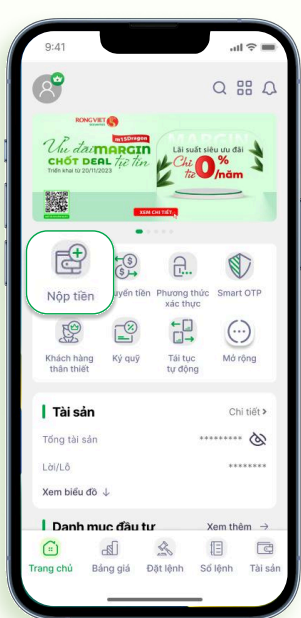 9:41
RONG VIET
SECURITIES
m15Dragon
Ưu đãi MARGIN
CHỐT DEAL tự tin
Triển khai từ 20/11/2023
MARGIN
Lãi suất siêu ưu đãi
Chỉ từ 0%/năm
XEM CHI TIẾT
Nộp tiền
uyển tiền
Phương thức
xác thực
Smart OTP
Khách hàng
thân thiết
Ký quỹ
Tái tục
tự động
Mở rộng
Tài sản
Chi tiết >
Tổng tài sản
*********
Lời/Lỗ
********
Xem biểu đồ ↓
Danh mục đầu tư
Xem thêm →
Trang chủ
Bảng giá
Đặt lệnh
Sổ lệnh
Tài sản